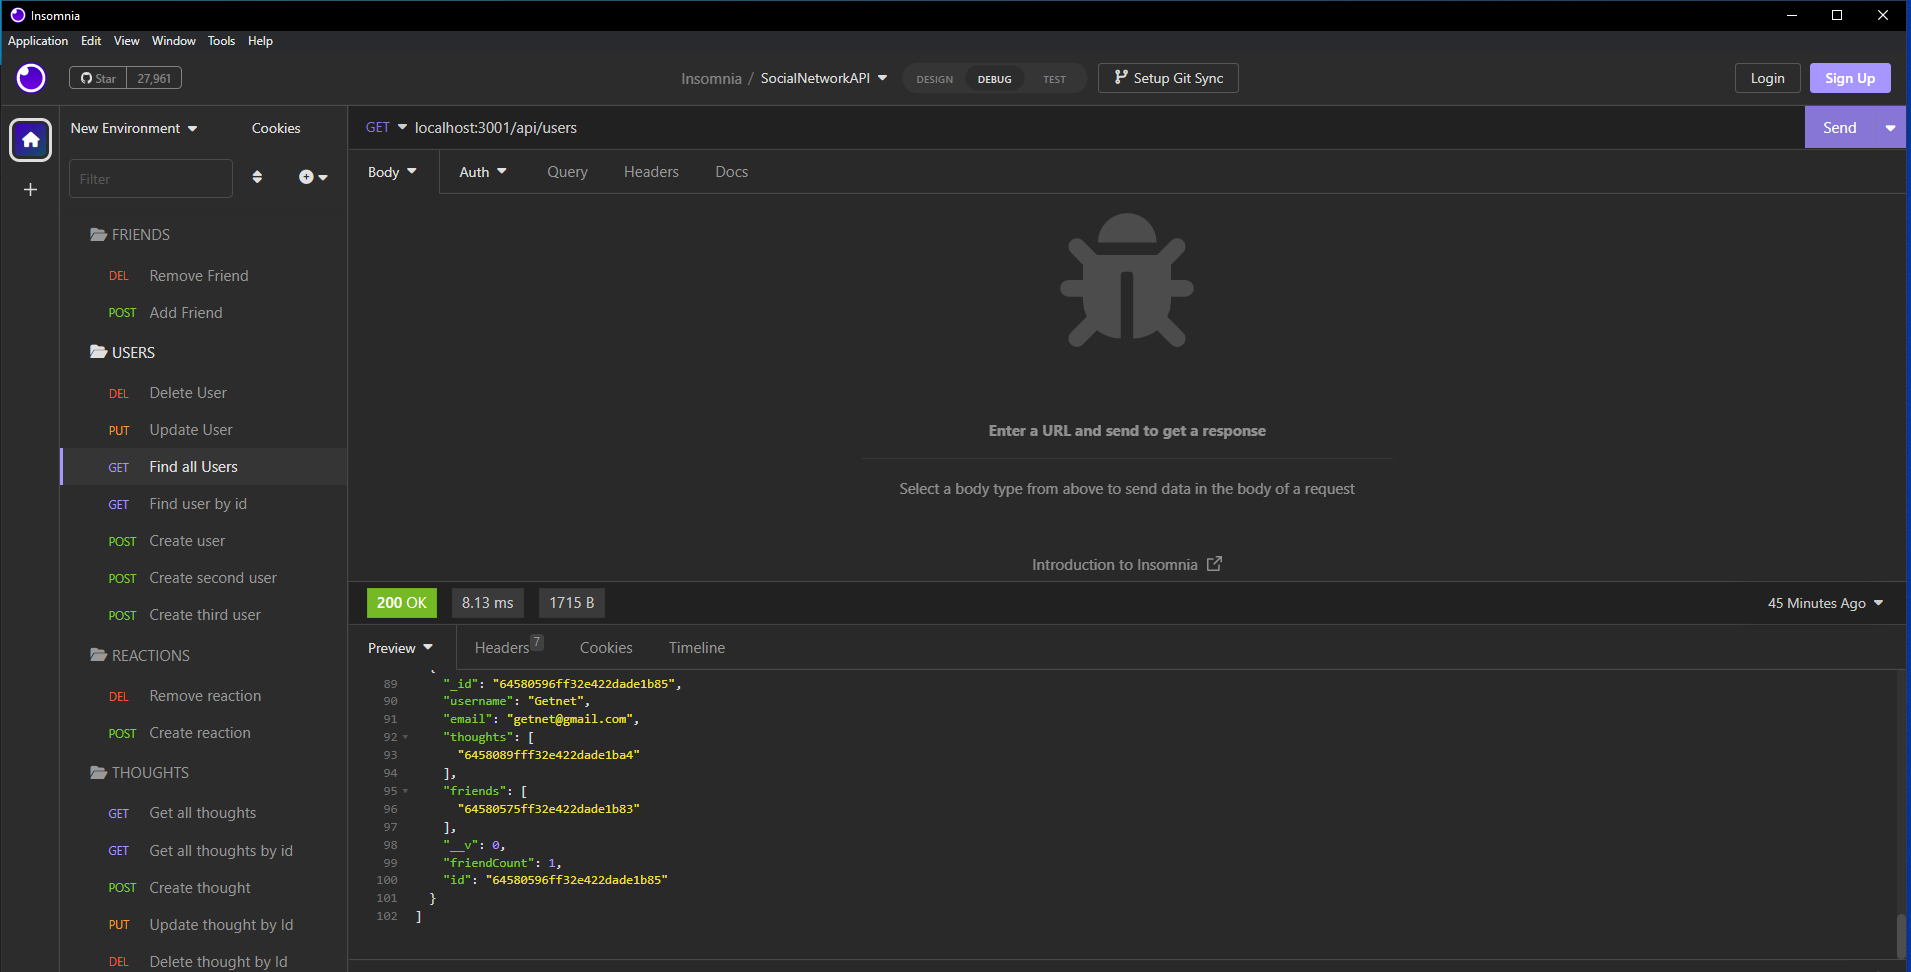 Insomnia
Application Edit View Window Tools Help
Star 27,961
Insomnia / SocialNetworkAPI DESIGN DEBUG TEST Setup Git Sync Login Sign Up
New Environment Cookies
Filter
FRIENDS
DEL Remove Friend
POST Add Friend
USERS
DEL Delete User
PUT Update User
GET Find all Users
GET Find user by id
POST Create user
POST Create second user
POST Create third user
REACTIONS
DEL Remove reaction
POST Create reaction
THOUGHTS
GET Get all thoughts
GET Get all thoughts by id
POST Create thought
PUT Update thought by Id
DEL Delete thought by Id
GET localhost:3001/api/users Send
Body Auth Query Headers Docs
Enter a URL and send to get a response
Select a body type from above to send data in the body of a request
Introduction to Insomnia
200 OK 8.13 ms 1715 B 45 Minutes Ago
Preview Headers 7 Cookies Timeline
{
89 "_id": "64580596ff32e422dade1b85",
90 "username": "Getnet",
91 "email": "getnet@gmail.com",
92 "thoughts": [
93 "6458089fff32e422dade1ba4"
94 ],
95 "friends": [
96 "64580575ff32e422dade1b83"
97 ],
98 "__v": 0,
99 "friendCount": 1,
100 "id": "64580596ff32e422dade1b85"
101 }
102 ]